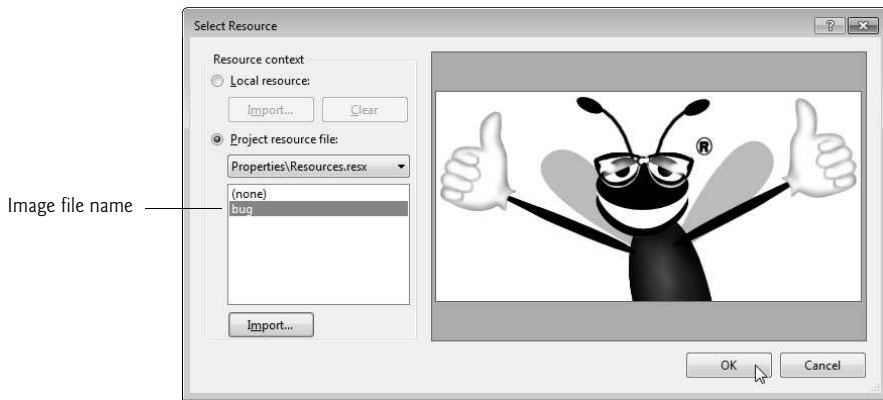 Select Resource
Resource context
Local resource:
Import... Clear
Project resource file:
Properties\Resources.resx
(none)
bug
Import...
Image file name
®
OK Cancel